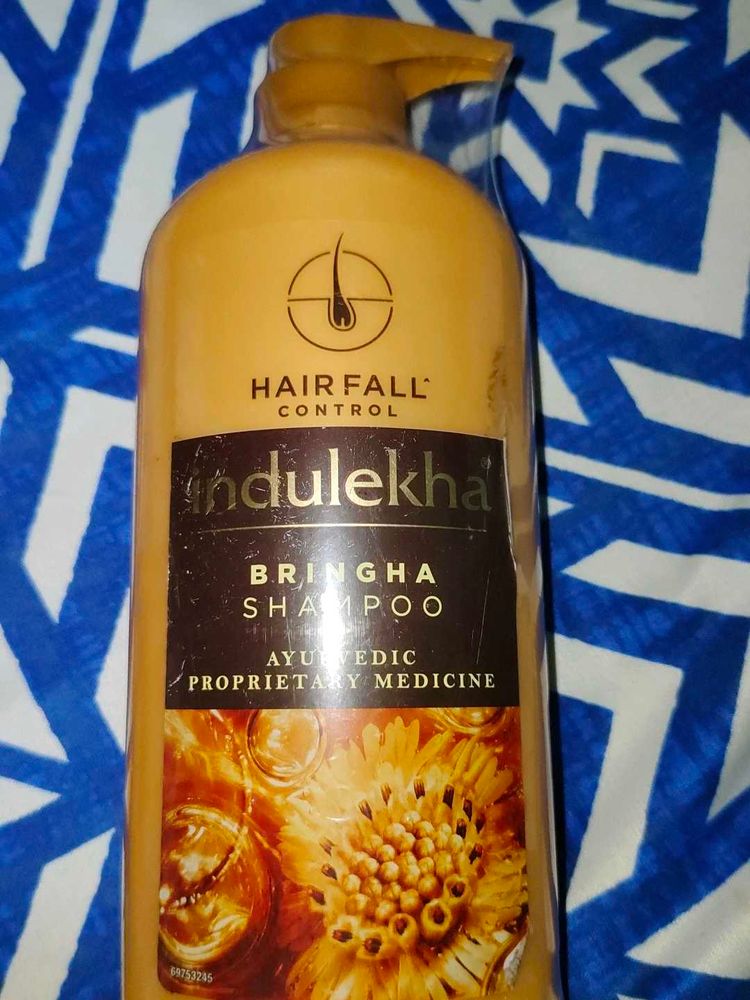 HAIRFALL^
CONTROL
indulekha
BRINGHA
SHAMPOO
AYURVEDIC
PROPRIETARY MEDICINE
69753245